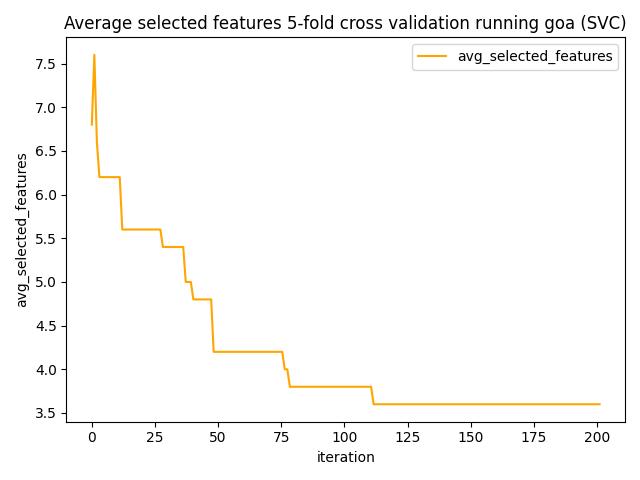 Average selected features 5-fold cross validation running goa (SVC)
avg_selected_features
7.5
7.0
6.5
6.0
5.5
5.0
4.5
4.0
3.5
avg_selected_features
0 25 50 75 100 125 150 175 200
iteration